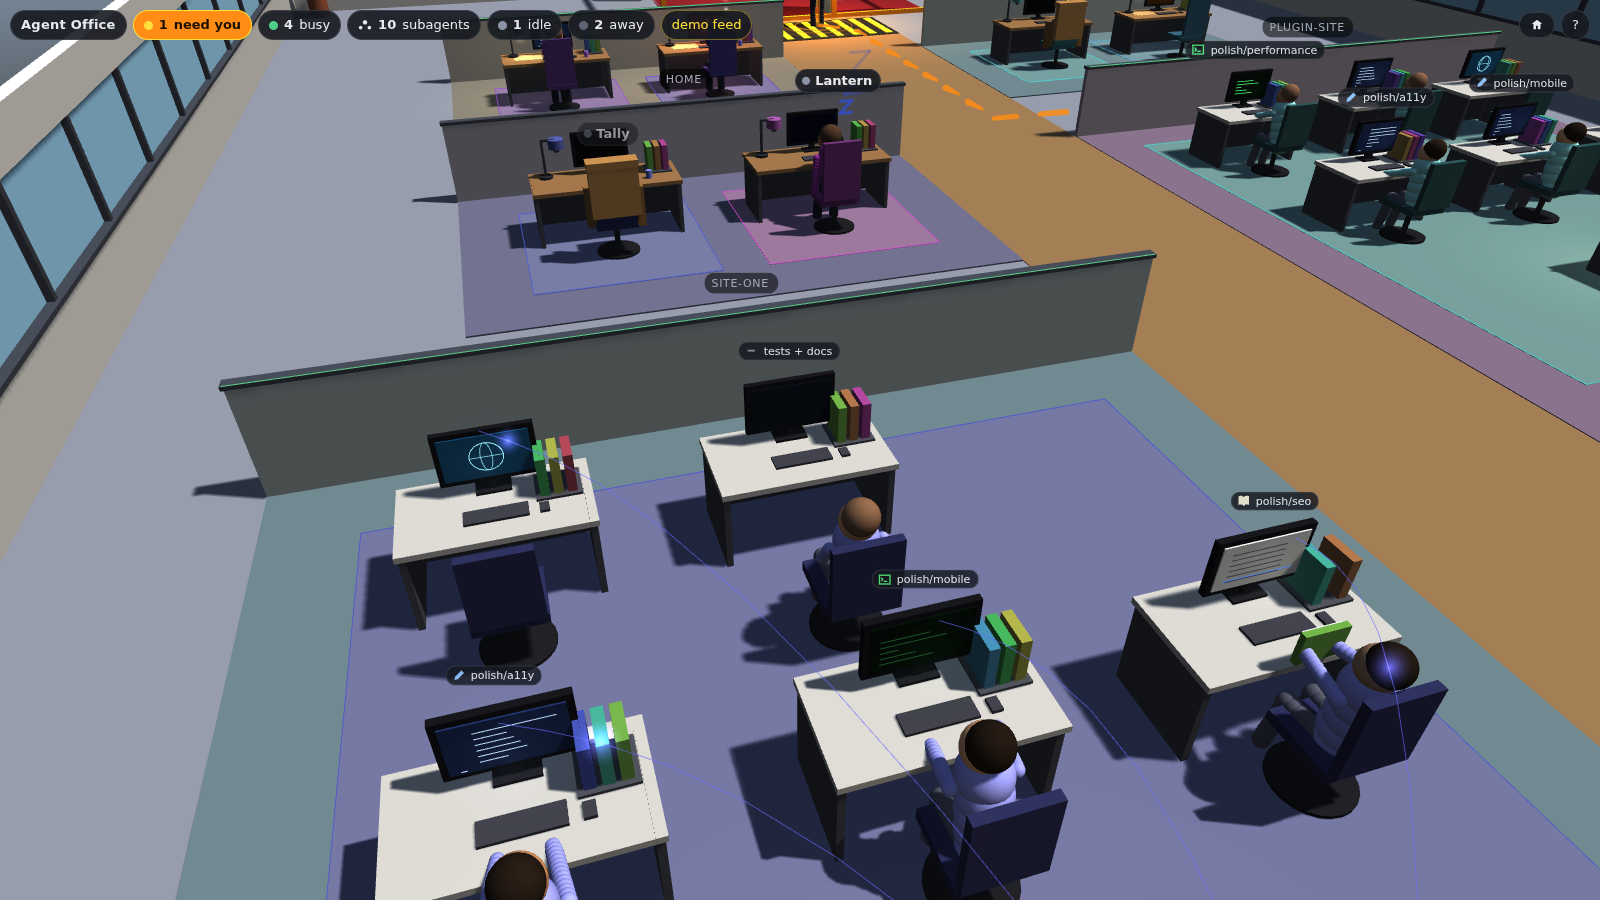 Agent Office
1 need you
4 busy
10 subagents
1 idle
2 away
demo feed
?
PLUGIN-SITE
polish/performance
HOME
Lantern
polish/a11y
polish/mobile
Tally
SITE-ONE
tests + docs
polish/seo
polish/mobile
polish/a11y